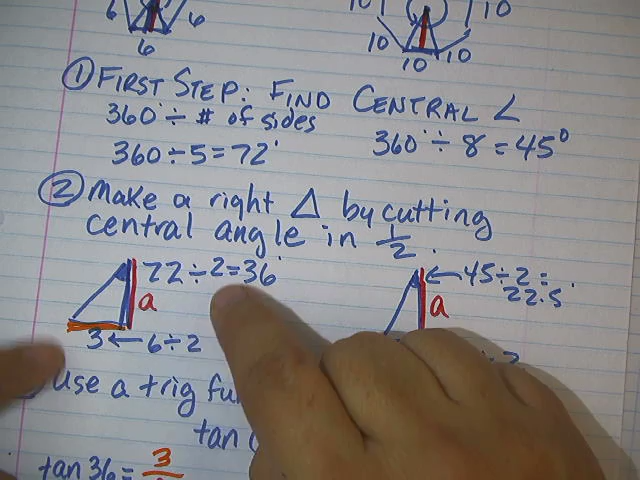 6 6
6
10 10
10 10
10
① FIRST STEP: FIND CENTRAL ∠
360° ÷ # of sides
360 ÷ 5 = 72°
360° ÷ 8 = 45°
② Make a right △ by cutting
central angle in 1/2.
72 ÷ 2 = 36°
a
3 ← 6 ÷ 2
← 45 ÷ 2 =
22.5°
a
Use a trig
tan
tan 36 = 3